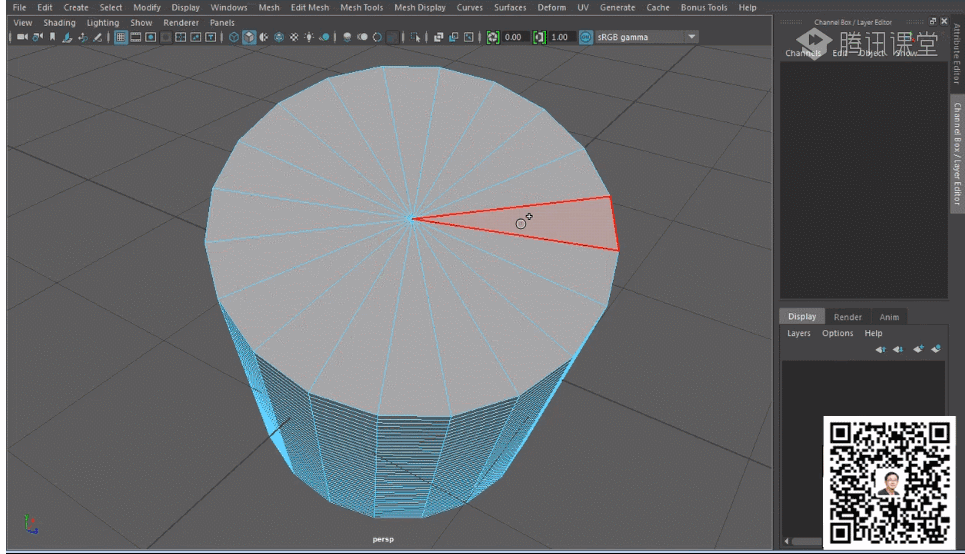 File Edit Create Select Modify Display Windows Mesh Edit Mesh Mesh Tools Mesh Display Curves Surfaces Deform UV Generate Cache Bonus Tools Help
View Shading Lighting Show Renderer Panels
Channel Box / Layer Editor
0.00 1.00 sRGB gamma
腾讯课堂
Channels Edit Object Show
Attribute Editor
Channel Box / Layer Editor
Display Render Anim
Layers Options Help
persp